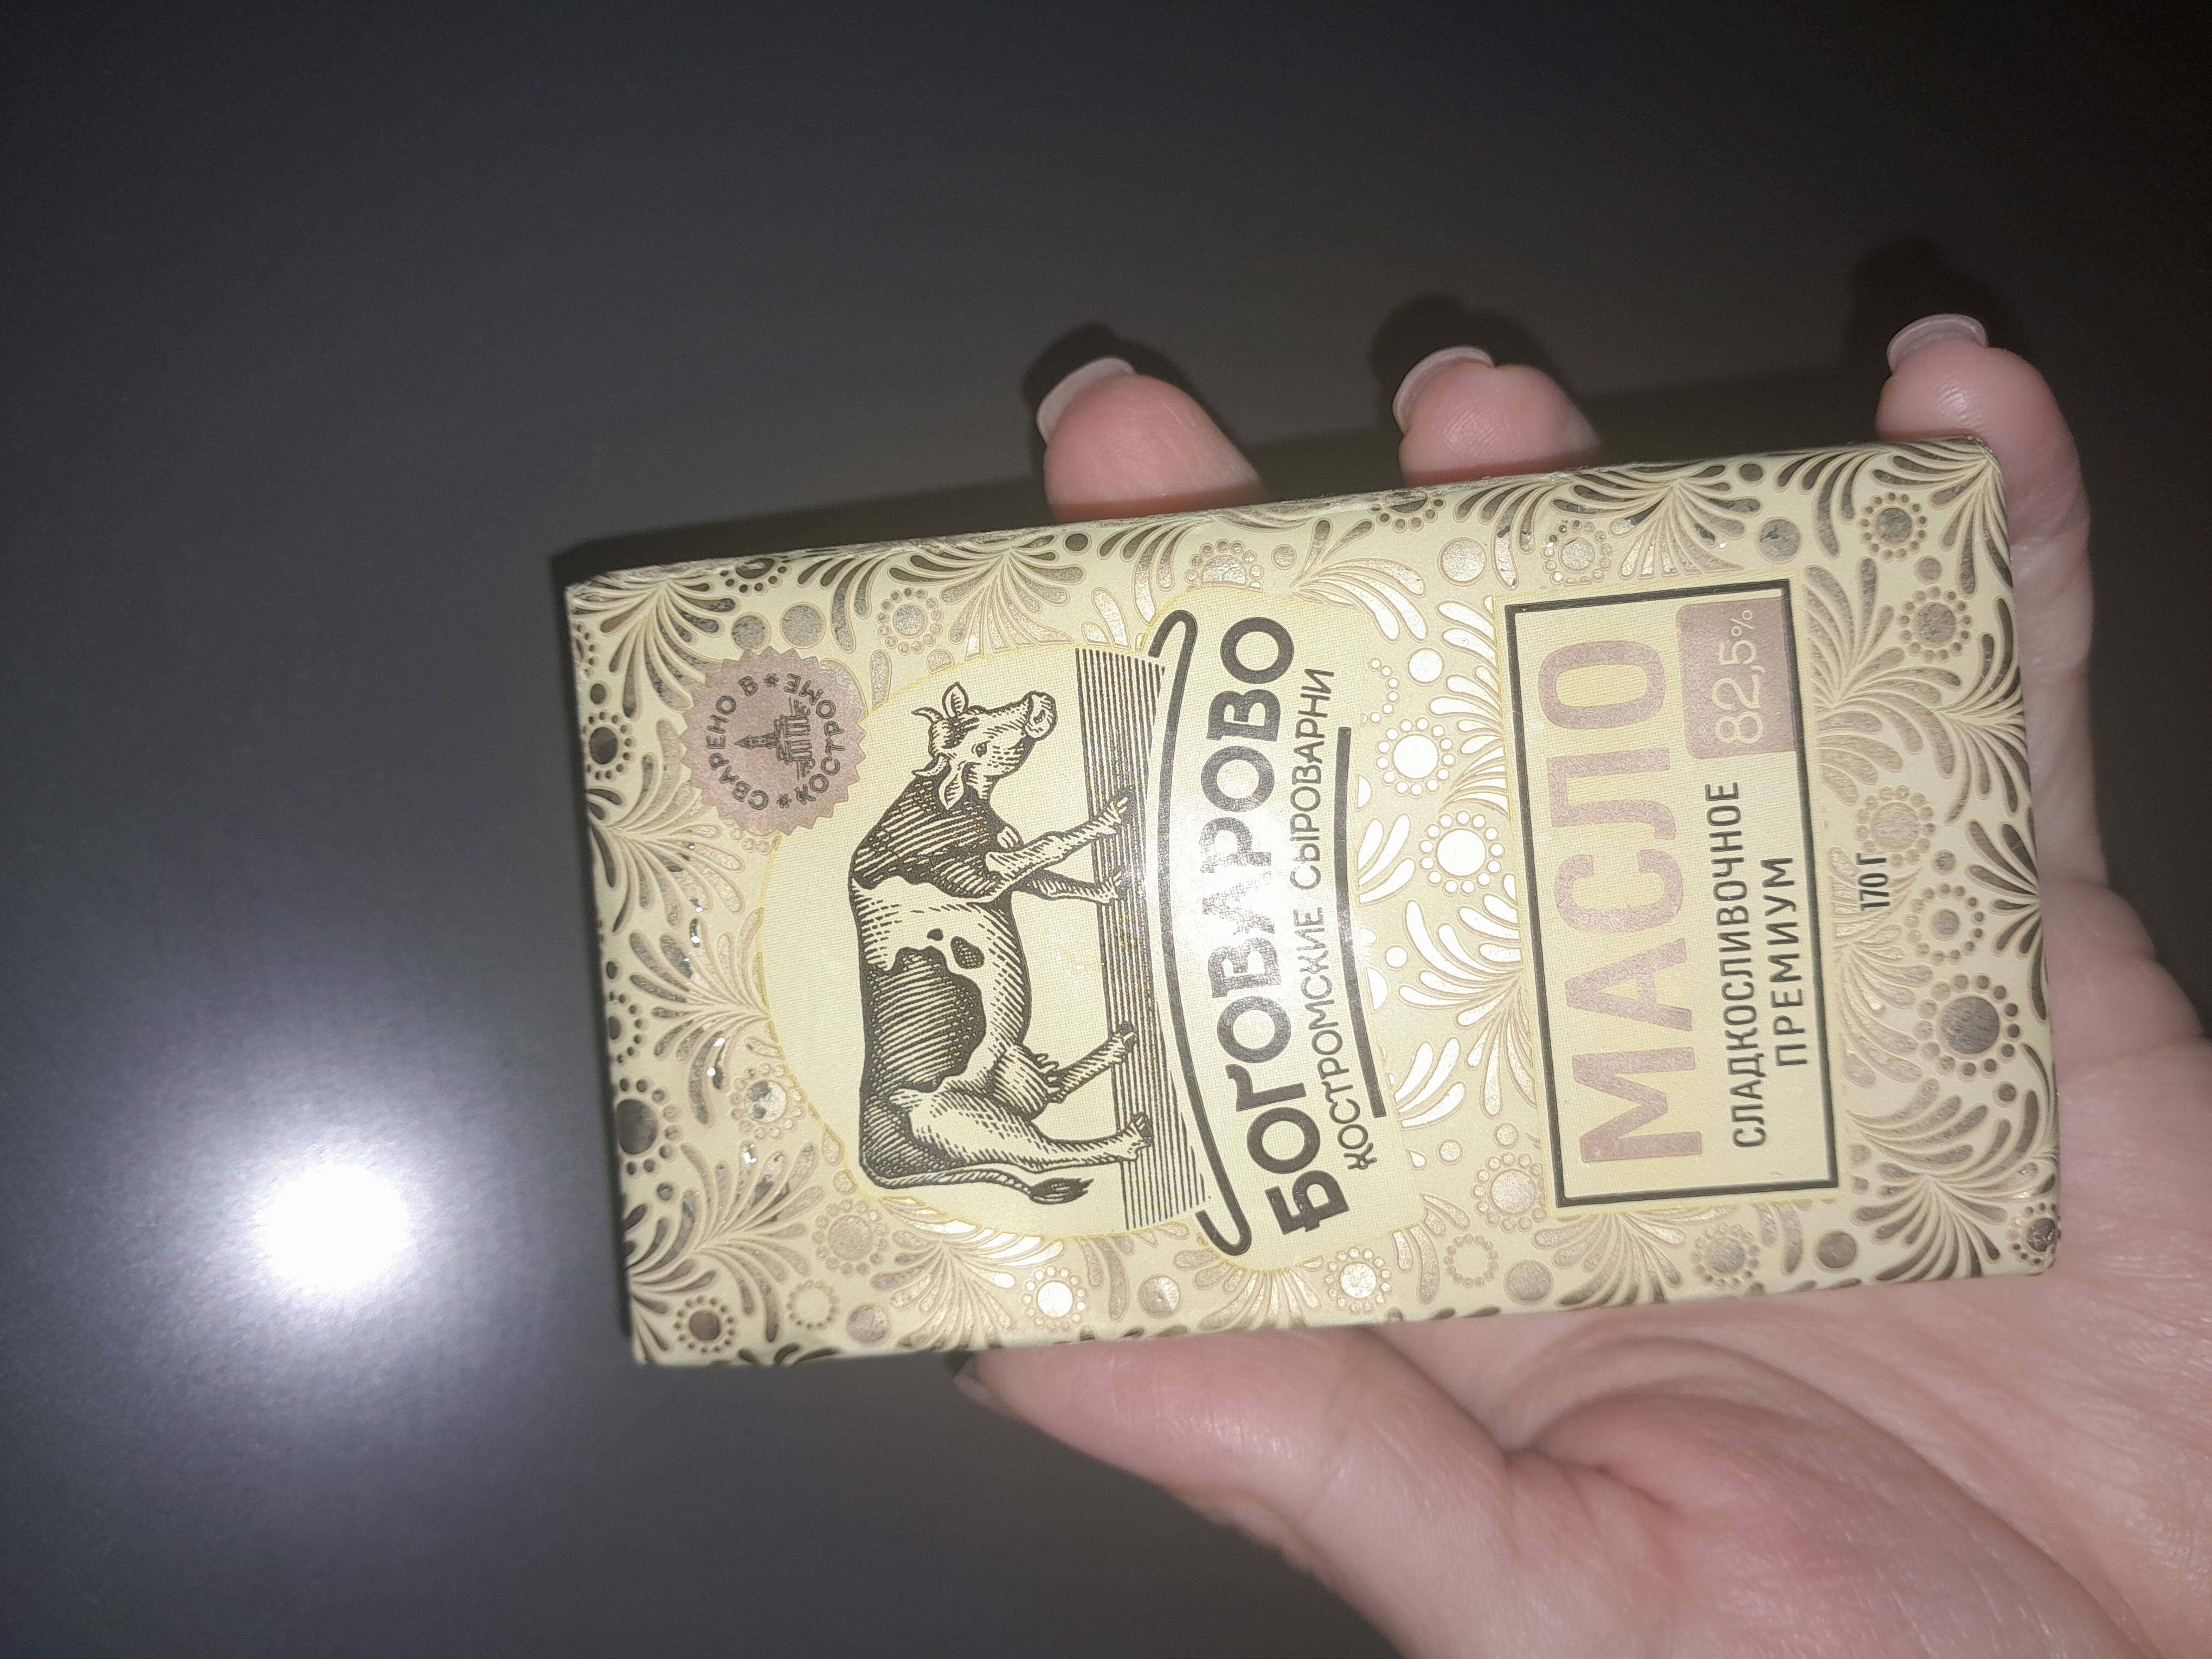 СВАРЕНО В
КОСТРОМЕ
БОГОВАРОВО
КОСТРОМСКИЕ СЫРОВАРНИ
МАСЛО
СЛАДКОСЛИВОЧНОЕ
ПРЕМИУМ
82,5%
170 Г